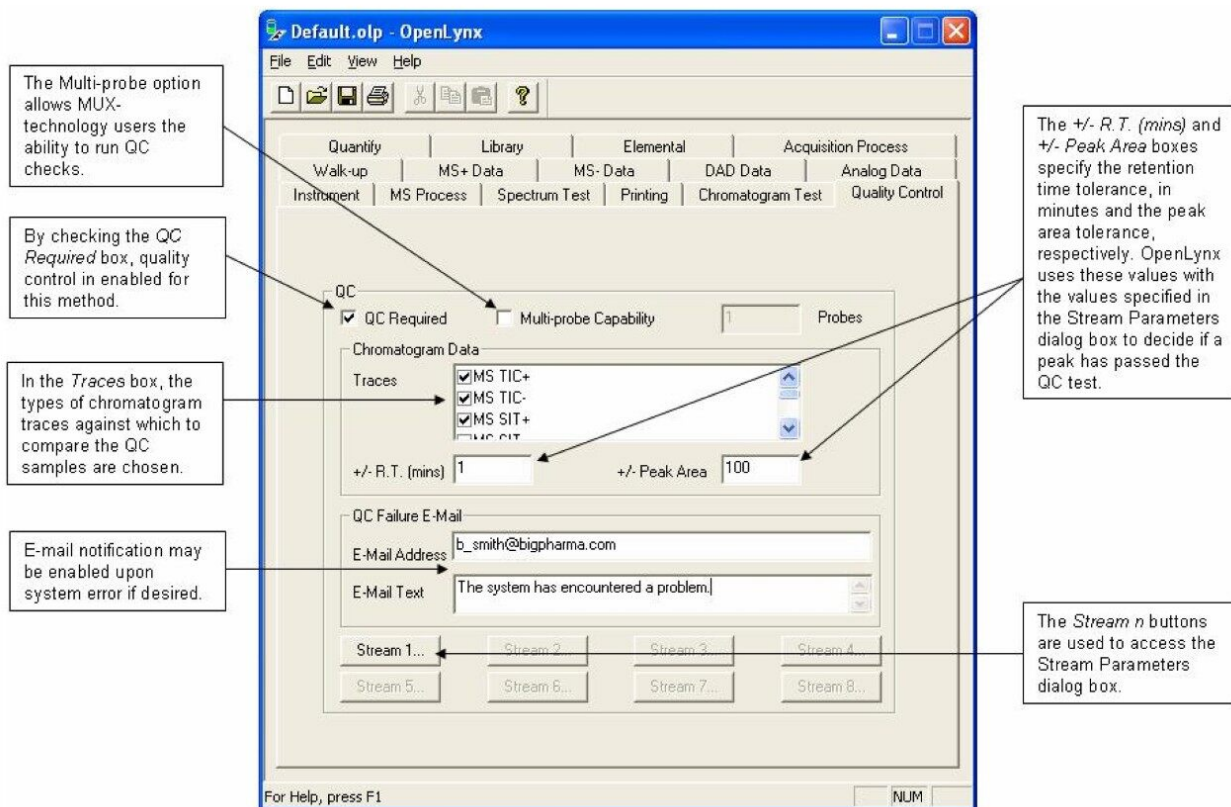 Default.olp - OpenLynx
File Edit View Help
The Multi-probe option
allows MUX-
technology users the
ability to run QC
checks.
By checking the QC
Required box, quality
control in enabled for
this method.
In the Traces box, the
types of chromatogram
traces against which to
compare the QC
samples are chosen.
E-mail notification may
be enabled upon
system error if desired.
Quantify Library Elemental Acquisition Process
Walk-up MS+ Data MS- Data DAD Data Analog Data
Instrument MS Process Spectrum Test Printing Chromatogram Test Quality Control
QC
QC Required Multi-probe Capability 1 Probes
Chromatogram Data
Traces
MS TIC+
MS TIC-
MS SIT+
+/- R.T. (mins) 1 +/- Peak Area 100
QC Failure E-Mail
E-Mail Address b_smith@bigpharma.com
E-Mail Text The system has encountered a problem.
Stream 1... Stream 2... Stream 3... Stream 4...
Stream 5... Stream 6... Stream 7... Stream 8...
For Help, press F1 NUM
The +/- R.T. (mins) and
+/- Peak Area boxes
specify the retention
time tolerance, in
minutes and the peak
area tolerance,
respectively. OpenLynx
uses these values with
the values specified in
the Stream Parameters
dialog box to decide if a
peak has passed the
QC test.
The Stream n buttons
are used to access the
Stream Parameters
dialog box.